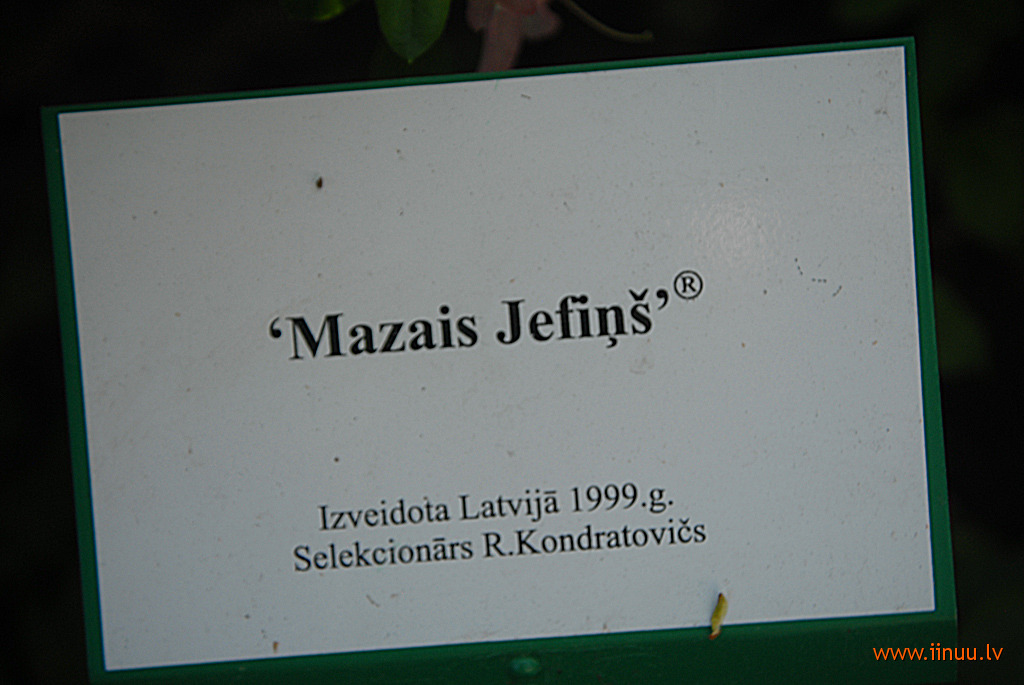 ‘Mazais Jefiņš’®
Izveidota Latvijā 1999.g.
Selekcionārs R.Kondratovičs
www.iinuu.lv